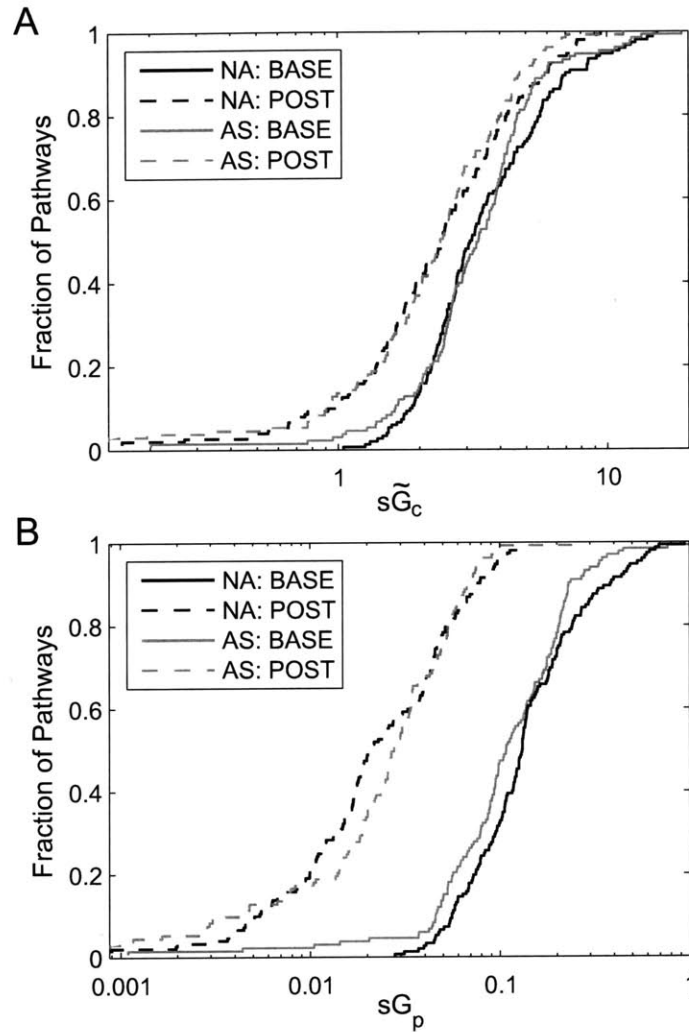 A
1
NA: BASE
NA: POST
AS: BASE
AS: POST
0.8
0.6
0.4
0.2
0
Fraction of Pathways
1
10
sG̃c
B
1
NA: BASE
NA: POST
AS: BASE
AS: POST
0.8
0.6
0.4
0.2
0
Fraction of Pathways
0.001
0.01
0.1
1
sGp